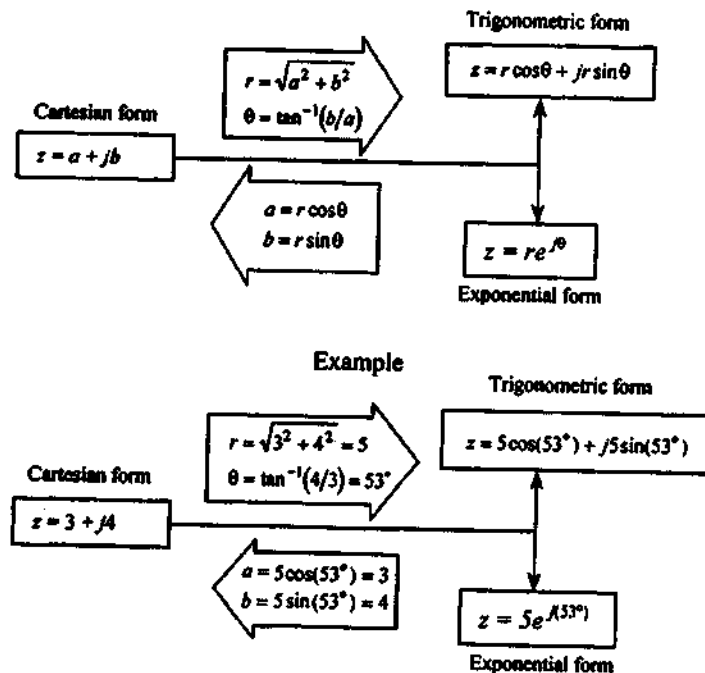 Trigonometric form
z = r cosθ + jr sinθ
r = √(a² + b²)
θ = tan⁻¹(b/a)
Cartesian form
z = a + jb
a = r cosθ
b = r sinθ
z = re^{jθ}
Exponential form
Example
Trigonometric form
z = 5cos(53°) + j5sin(53°)
r = √(3² + 4²) = 5
θ = tan⁻¹(4/3) = 53°
Cartesian form
z = 3 + j4
a = 5cos(53°) = 3
b = 5sin(53°) = 4
z = 5e^{j(53°)}
Exponential form